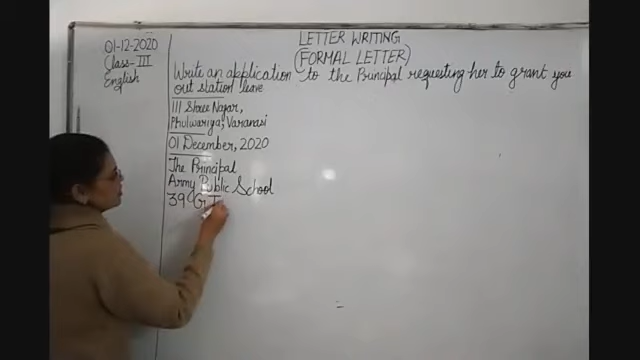 LETTER WRITING
(FORMAL LETTER)
01-12-2020
Class-III
English
Write an application to the Principal requesting her to grant you
out station leave
111 Shree Nagar,
Phulwariya, Varanasi
01 December, 2020
The Principal
Army Public School
39 G T